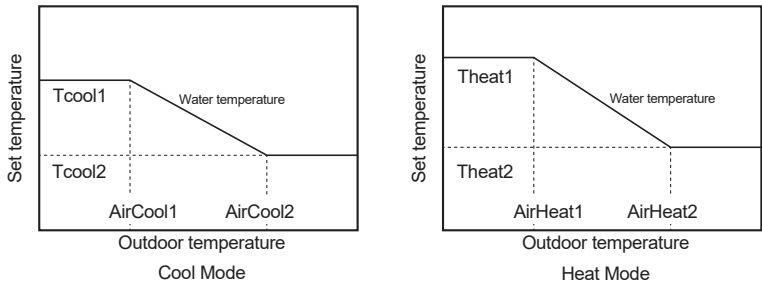 Set temperature
Tcool1
Water temperature
Tcool2
AirCool1
AirCool2
Outdoor temperature
Cool Mode
Set temperature
Theat1
Water temperature
Theat2
AirHeat1
AirHeat2
Outdoor temperature
Heat Mode